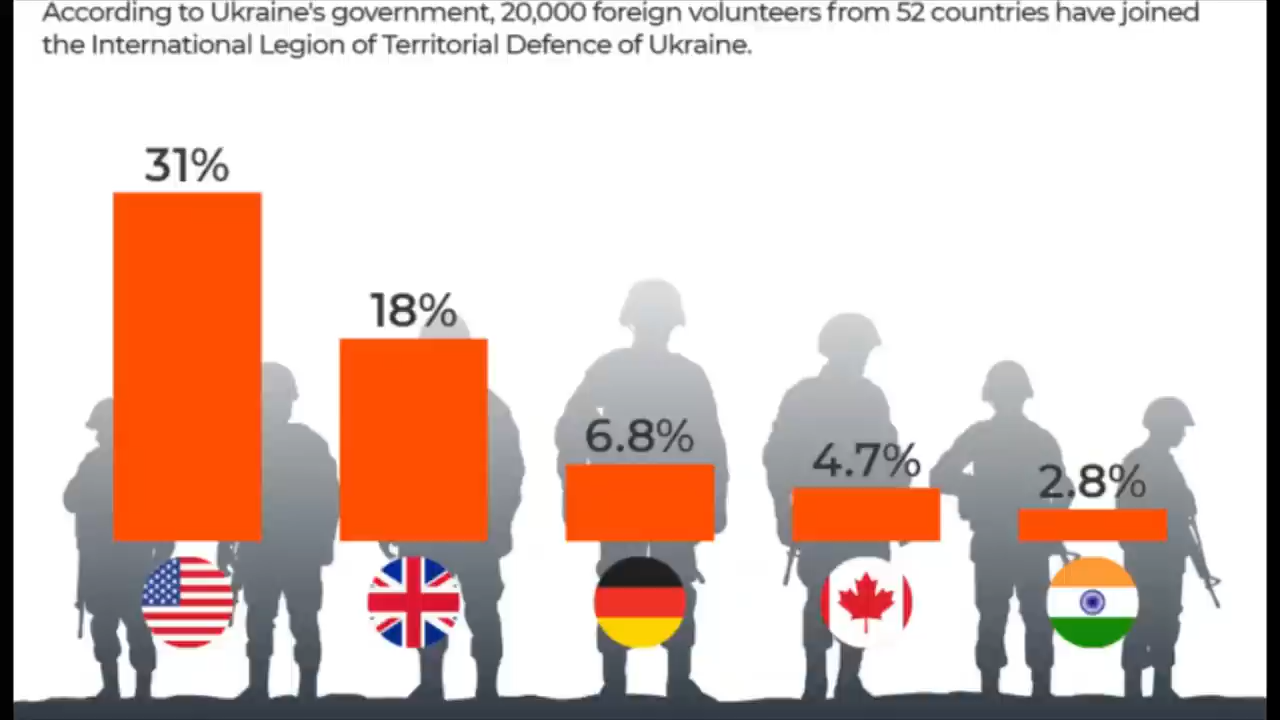 According to Ukraine's government, 20,000 foreign volunteers from 52 countries have joined
the International Legion of Territorial Defence of Ukraine.
31%
18%
6.8%
4.7%
2.8%